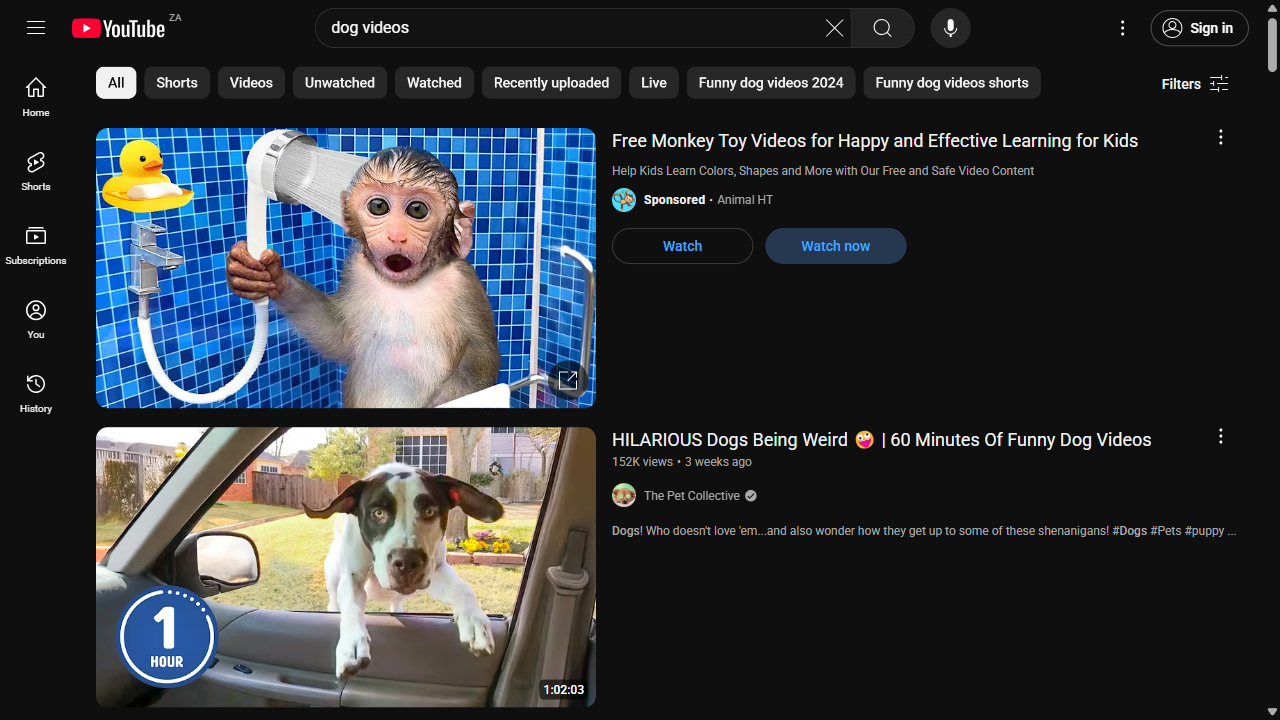 YouTube ZA
dog videos
Sign in
All Shorts Videos Unwatched Watched Recently uploaded Live Funny dog videos 2024 Funny dog videos shorts Filters
Home
Shorts
Subscriptions
You
History
Free Monkey Toy Videos for Happy and Effective Learning for Kids
Help Kids Learn Colors, Shapes and More with Our Free and Safe Video Content
Sponsored · Animal HT
Watch Watch now
HILARIOUS Dogs Being Weird 🤪 | 60 Minutes Of Funny Dog Videos
152K views • 3 weeks ago
The Pet Collective
Dogs! Who doesn't love 'em...and also wonder how they get up to some of these shenanigans! #Dogs #Pets #puppy ...
1
HOUR
1:02:03